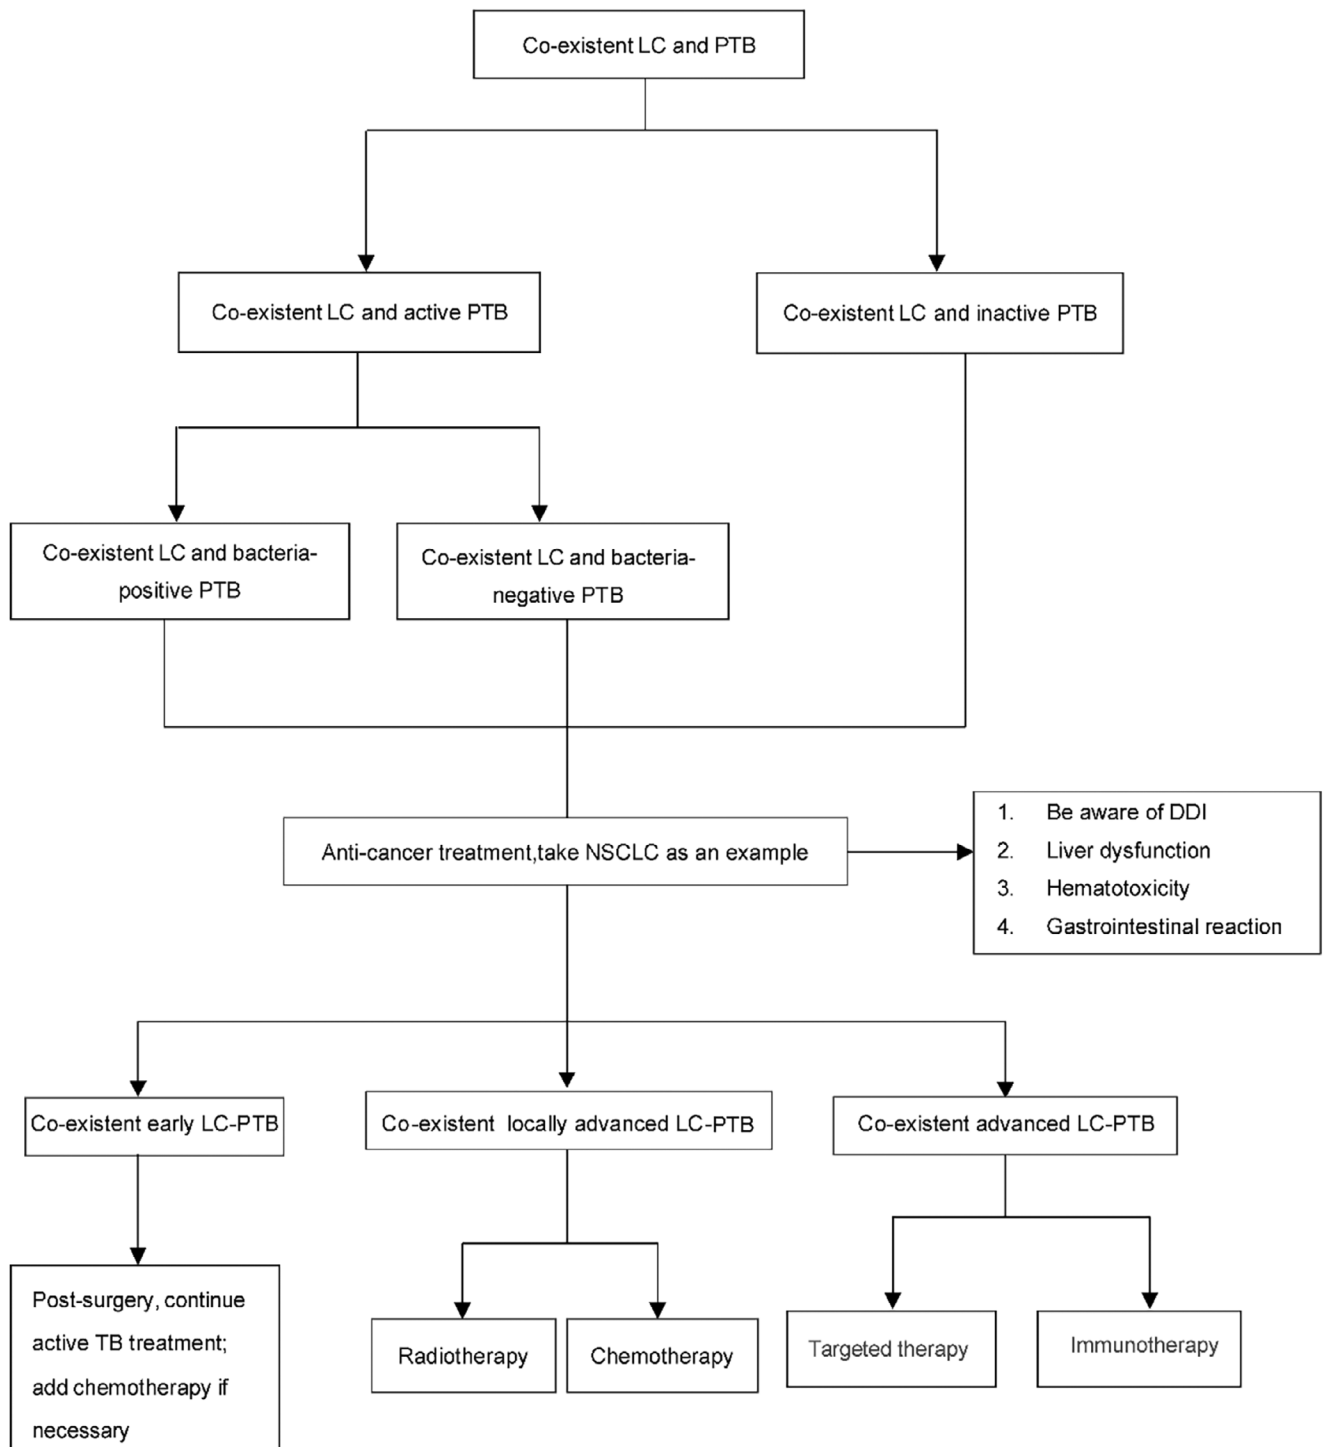 Co-existent LC and PTB
Co-existent LC and active PTB
Co-existent LC and inactive PTB
Co-existent LC and bacteria-
positive PTB
Co-existent LC and bacteria-
negative PTB
Anti-cancer treatment,take NSCLC as an example
1. Be aware of DDI
2. Liver dysfunction
3. Hematotoxicity
4. Gastrointestinal reaction
Co-existent early LC-PTB
Co-existent locally advanced LC-PTB
Co-existent advanced LC-PTB
Post-surgery, continue
active TB treatment;
add chemotherapy if
necessary
Radiotherapy
Chemotherapy
Targeted therapy
Immunotherapy